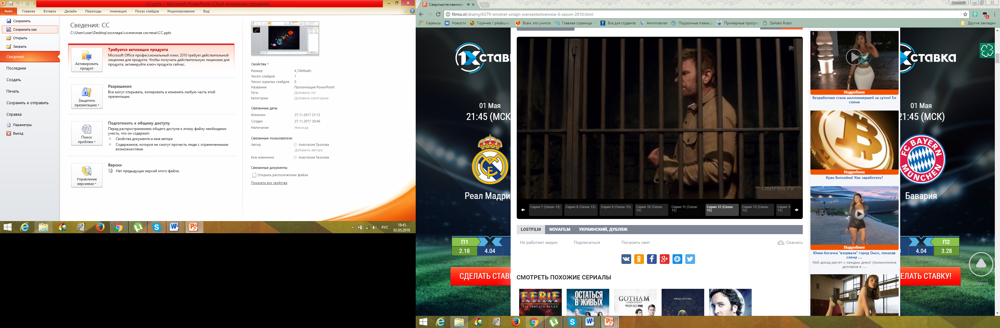 CC.pptx - Microsoft PowerPoint (Сбой активации продукта)
Файл Главная Вставка Дизайн Переходы Анимация Показ слайдов Рецензирование Вид
Сохранить
Сохранить как
Открыть
Закрыть
Сведения
Последние
Создать
Печать
Сохранить и отправить
Справка
Параметры
Выход
Сведения: CC
C:\Users\user\Desktop\колледж\солнечная система\CC.pptx
Активировать
продукт
Требуется активация продукта
Microsoft Office профессиональный плюс 2010 требует действительной
лицензии для продукта. Чтобы получить действительную лицензию для
продукта, активируйте ключ продукта сейчас.
Защитить
презентацию
Разрешения
Все могут открывать, копировать и изменять любую часть этой
презентации.
Поиск
проблем
Подготовить к общему доступу
Перед распространением общего доступа к этому файлу необходимо
учесть, что он содержит:
Свойства документа и имя автора
Содержимое, которое не смогут прочесть люди с ограниченными
возможностями
Управление
версиями
Версии
Нет предыдущих версий этого файла.
Свойства
Размер 4,74Мбайт
Число слайдов 1
Число скрытых слайдов 0
Название Презентация PowerPoint
Теги Добавить тег
Категории Добавить категорию
Связанные даты
Изменен 27.11.2017 21:12
Создан 27.11.2017 20:46
Напечатан Никогда
Связанные пользователи
Автор Анастасия Трохова
Добавить автора
Кем изменено Анастасия Трохова
Связанные документы
Открыть расположение файла
Показать все свойства
РУС
18:45
02.05.2018
Сверхъестественное
Anastasia
filmix.nl/dramy/6379-smotret-onlajn-sverxestestvennoe-6-sezon-2010.html
Сервисы Новости Горячее / pikabu.ru Всем, кто учится. Главная страница - Все для студента Антиплагиат Поурочные планы, Примерные програ Zerkalo Rutor Другие закладки
1Xставк
01 Мая
21:45 (МСК
Реал Мадри
П1
2.18 4.04
СДЕЛАТЬ СТАВ
LostFilm.TV
Серия 7 (Сезон 13) Серия 8 (Сезон 13) Серия 9 (Сезон 13) Серия 10 (Сезон 13) Серия 11 (Сезон 13) Серия 12 (Сезон 13) Серия 13 (Сезон 13) Серия 14
LOSTFILM NOVAFILM УКРАИНСКИЙ, ДУБЛЯЖ
Не работает видео Подписаться Погасить свет Скачать
СМОТРЕТЬ ПОХОЖИЕ СЕРИАЛЫ
EERIE
INDIANA
THE COMPLETE SERIES
ОСТАТЬСЯ
В ЖИВЫХ
GOTHAM
A DARK KNIGHT
9/21 FOX
FANTASY GETS REAL
Подробнее
Безработная стала миллионершей за сутки! Ее
схема
Подробнее
Крах Биткойна! Как заработать?
Подробнее
Юная богачка "взорвала" город Омск, показав
схему ...
Мой доход растет с каждым днем! (полмиллиона
долларов в ...
Xставка
01 Мая
21:45 (МСК)
FC BAYERN
MÜNCHEN
Бавария
П2
4.04 3.28
ЕЛАТЬ СТАВКУ!
Наверх